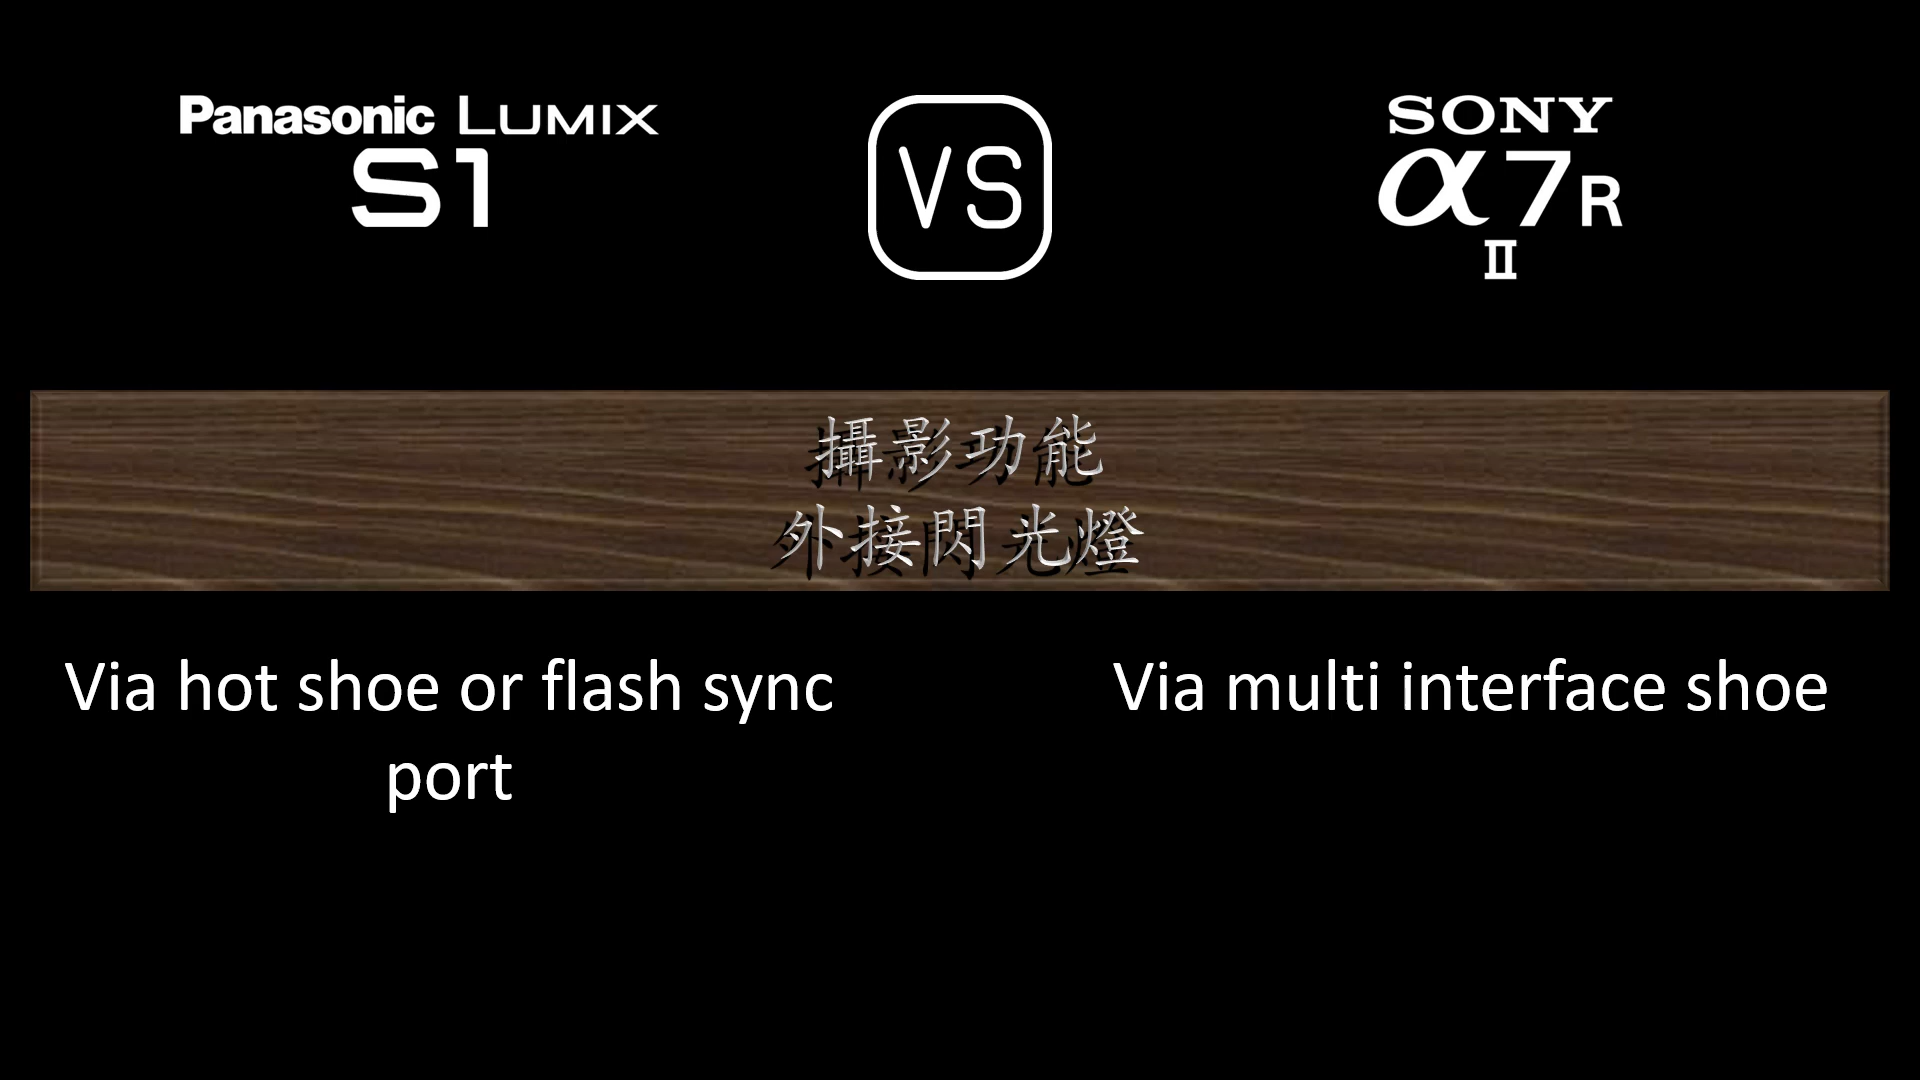 Panasonic LUMIX
S1
VS
SONY
α7R
II
攝影功能
外接閃光燈
Via hot shoe or flash sync
port
Via multi interface shoe